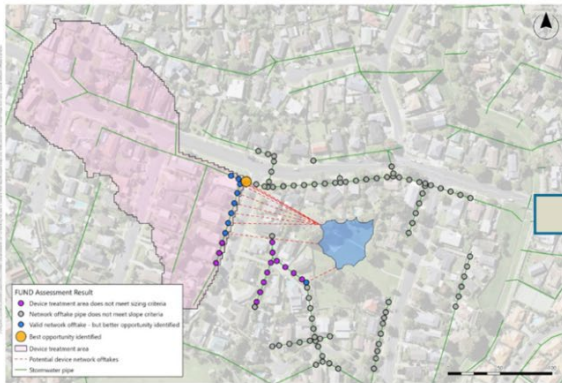 FUND Assessment Result
Device treatment area does not meet sizing criteria
Network offtake pipe does not meet slope criteria
Valid network offtake - but better opportunity identified
Best opportunity identified
Device treatment area
Potential device network offtakes
Stormwater pipe